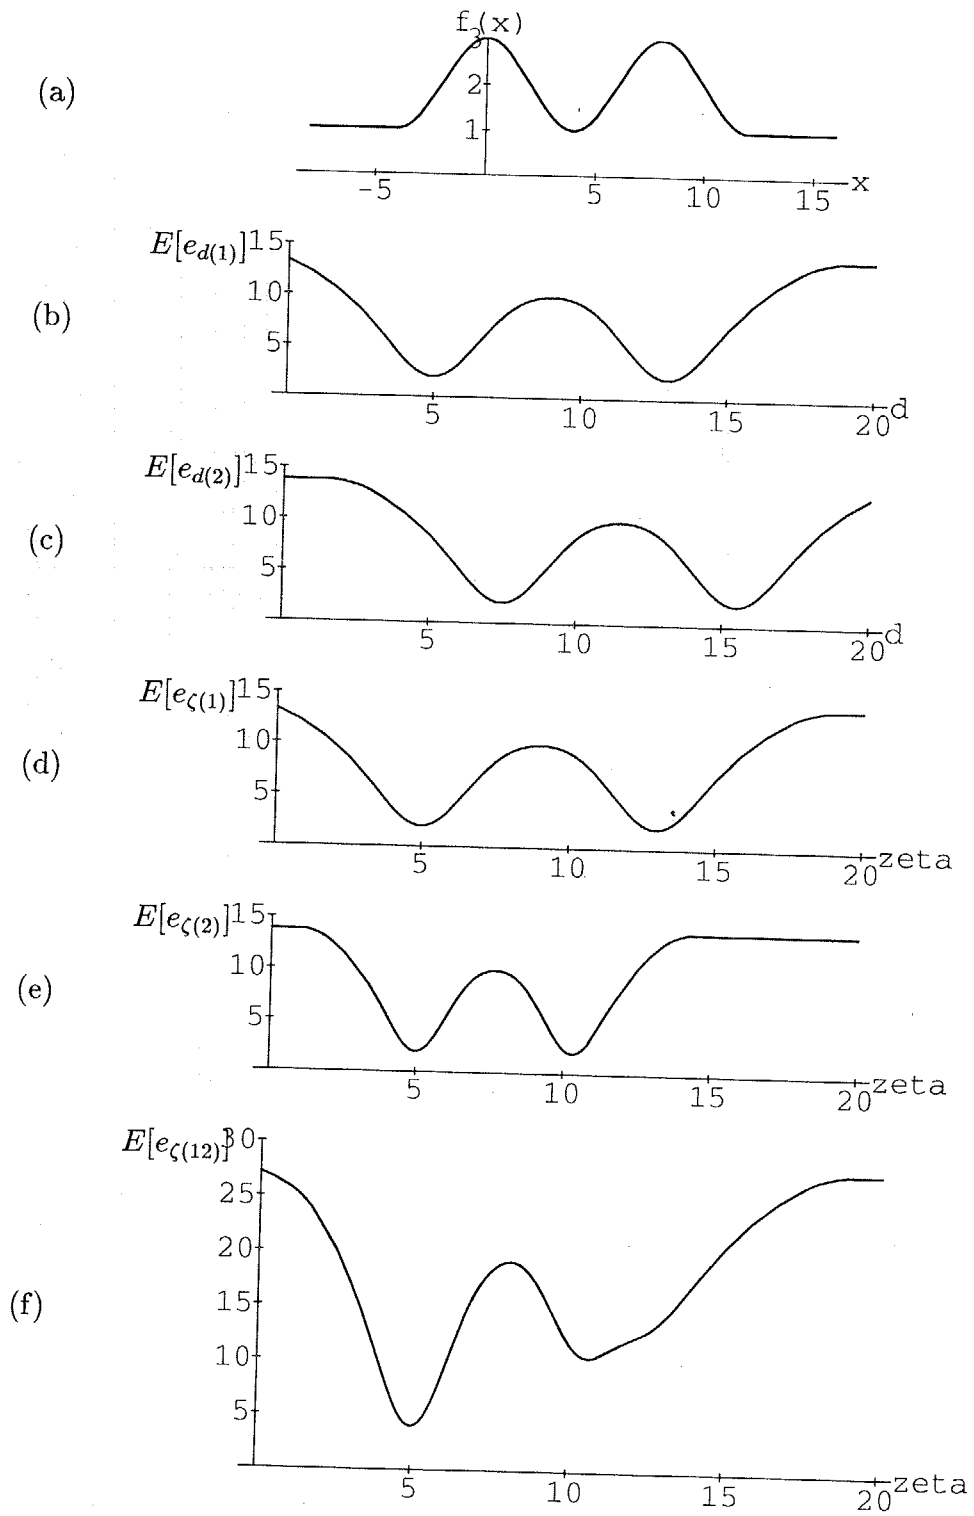 f₃(x)
(a)
2
1
-5 5 10 15 x
E[e_{d(1)}] 15
10
(b)
5
5 10 15 20 d
E[e_{d(2)}] 15
10
(c)
5
5 10 15 20 d
E[e_{ζ(1)}] 15
10
(d)
5
5 10 15 20 zeta
E[e_{ζ(2)}] 15
10
(e)
5
5 10 15 20 zeta
E[e_{ζ(12)}] 30
25
20
(f)
15
10
5
5 10 15 20 zeta